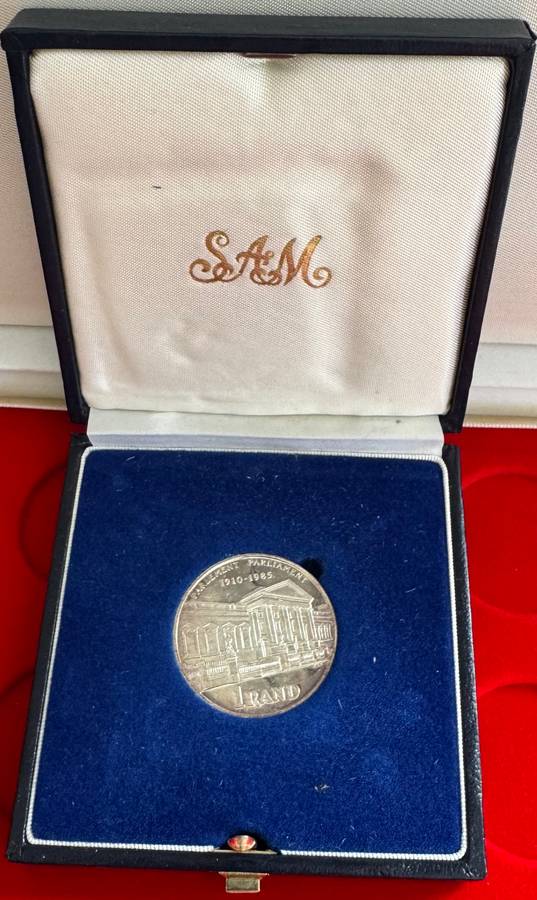 SAM
PARLEMENT PARLIAMENT
1910-1985
1 RAND